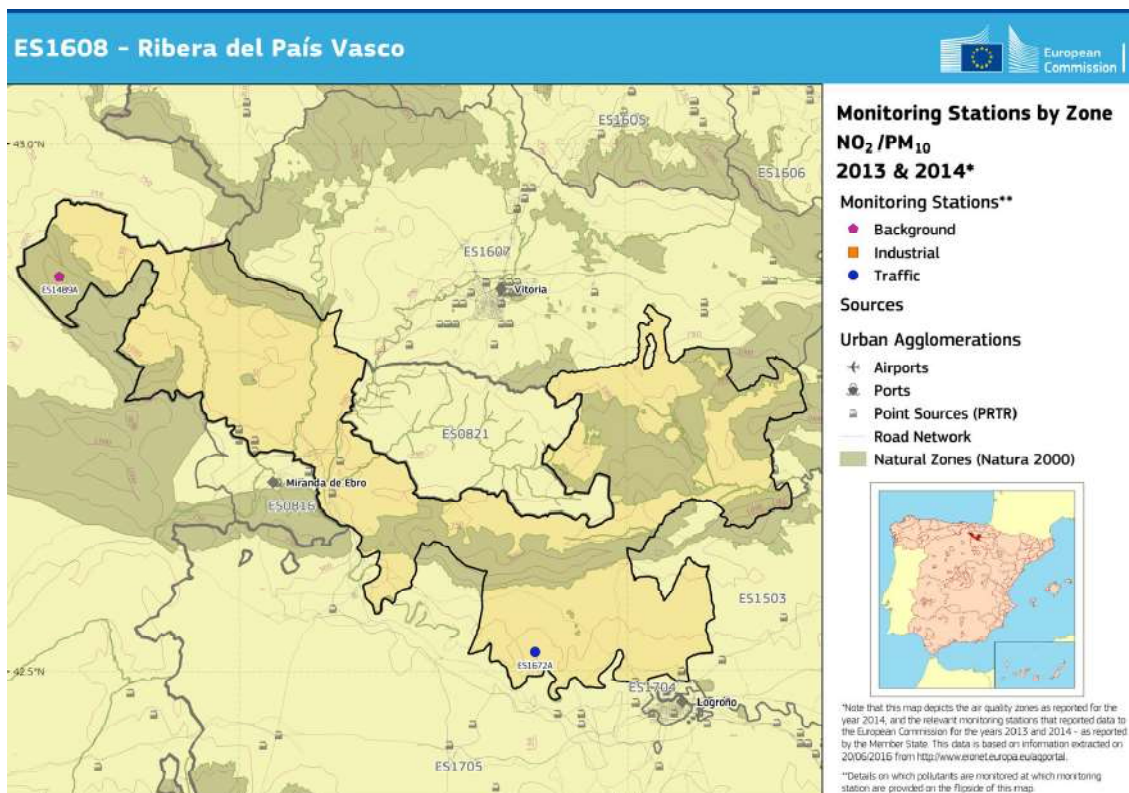 ES1608 - Ribera del País Vasco
European
Commission
ES1605
43.0°N
ES1606
ES1607
Vitoria
ES1489A
ES0821
Miranda de Ebro
ES0816
ES1503
42.5°N
ES1672A
ES1704
Logroño
ES1705
Monitoring Stations by Zone
NO2 /PM10
2013 & 2014*
Monitoring Stations**
Background
Industrial
Traffic
Sources
Urban Agglomerations
Airports
Ports
Point Sources (PRTR)
Road Network
Natural Zones (Natura 2000)
*Note that this map depicts the air quality zones as reported for the
year 2014, and the relevant monitoring stations that reported data to
the European Commission for the years 2013 and 2014 - as reported
by the Member State. This data is based on information extracted on
20/06/2016 from http://www.eionet.europa.eu/aqportal.
**Details on which pollutants are monitored at which monitoring
station are provided on the flipside of this map.